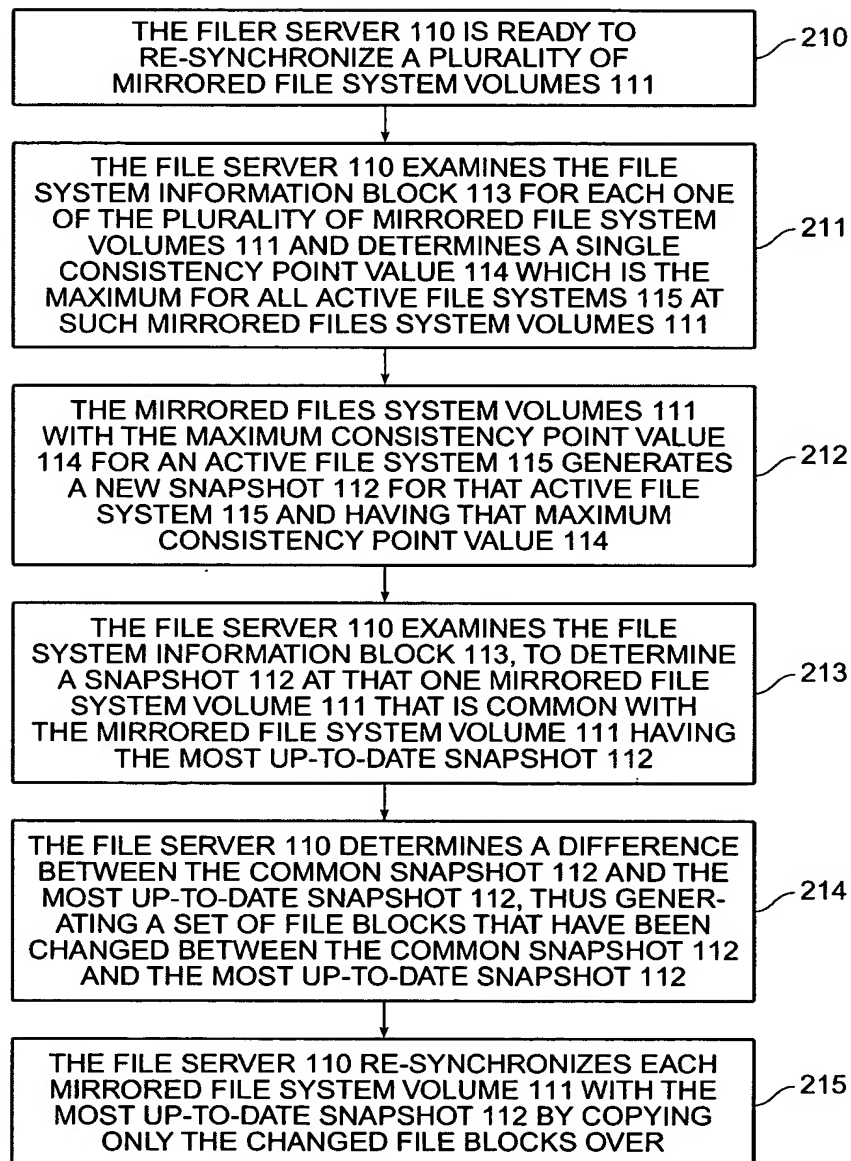 THE FILER SERVER 110 IS READY TO
RE-SYNCHRONIZE A PLURALITY OF
MIRRORED FILE SYSTEM VOLUMES 111
210
THE FILE SERVER 110 EXAMINES THE FILE
SYSTEM INFORMATION BLOCK 113 FOR EACH ONE
OF THE PLURALITY OF MIRRORED FILE SYSTEM
VOLUMES 111 AND DETERMINES A SINGLE
CONSISTENCY POINT VALUE 114 WHICH IS THE
MAXIMUM FOR ALL ACTIVE FILE SYSTEMS 115 AT
SUCH MIRRORED FILES SYSTEM VOLUMES 111
211
THE MIRRORED FILES SYSTEM VOLUMES 111
WITH THE MAXIMUM CONSISTENCY POINT VALUE
114 FOR AN ACTIVE FILE SYSTEM 115 GENERATES
A NEW SNAPSHOT 112 FOR THAT ACTIVE FILE
SYSTEM 115 AND HAVING THAT MAXIMUM
CONSISTENCY POINT VALUE 114
212
THE FILE SERVER 110 EXAMINES THE FILE
SYSTEM INFORMATION BLOCK 113, TO DETERMINE
A SNAPSHOT 112 AT THAT ONE MIRRORED FILE
SYSTEM VOLUME 111 THAT IS COMMON WITH
THE MIRRORED FILE SYSTEM VOLUME 111 HAVING
THE MOST UP-TO-DATE SNAPSHOT 112
213
THE FILE SERVER 110 DETERMINES A DIFFERENCE
BETWEEN THE COMMON SNAPSHOT 112 AND THE
MOST UP-TO-DATE SNAPSHOT 112, THUS GENER-
ATING A SET OF FILE BLOCKS THAT HAVE BEEN
CHANGED BETWEEN THE COMMON SNAPSHOT 112
AND THE MOST UP-TO-DATE SNAPSHOT 112
214
THE FILE SERVER 110 RE-SYNCHRONIZES EACH
MIRRORED FILE SYSTEM VOLUME 111 WITH THE
MOST UP-TO-DATE SNAPSHOT 112 BY COPYING
ONLY THE CHANGED FILE BLOCKS OVER
215